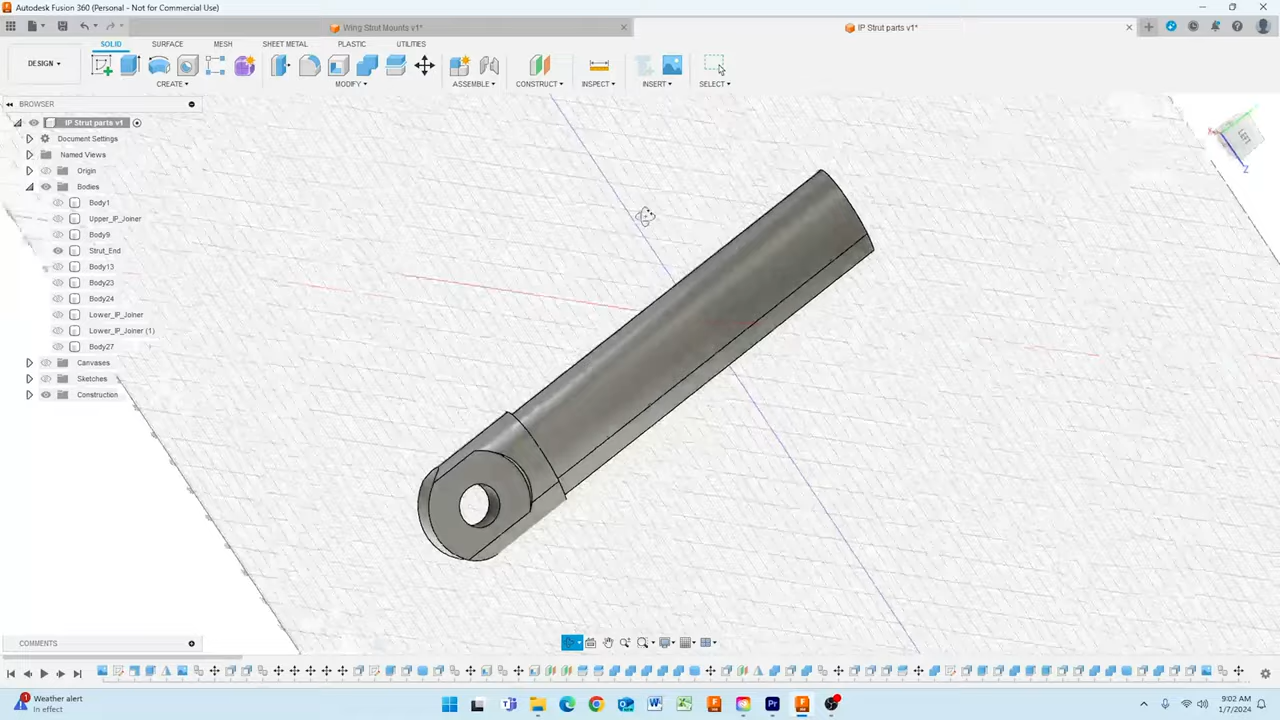 Autodesk Fusion 360 (Personal - Not for Commercial Use)
Wing Strut Mounts v1*
IP Strut parts v1*
SOLID SURFACE MESH SHEET METAL PLASTIC UTILITIES
DESIGN
CREATE MODIFY ASSEMBLE CONSTRUCT INSPECT INSERT SELECT
BROWSER
IP Strut parts v1
Document Settings
Named Views
Origin
Bodies
Body1
Upper_IP_Joiner
Body9
Strut_End
Body13
Body23
Body24
Lower_IP_Joiner
Lower_IP_Joiner (1)
Body27
Canvases
Sketches
Construction
LEFT
Z
COMMENTS
Weather alert
In effect
9:02 AM
1/7/2024